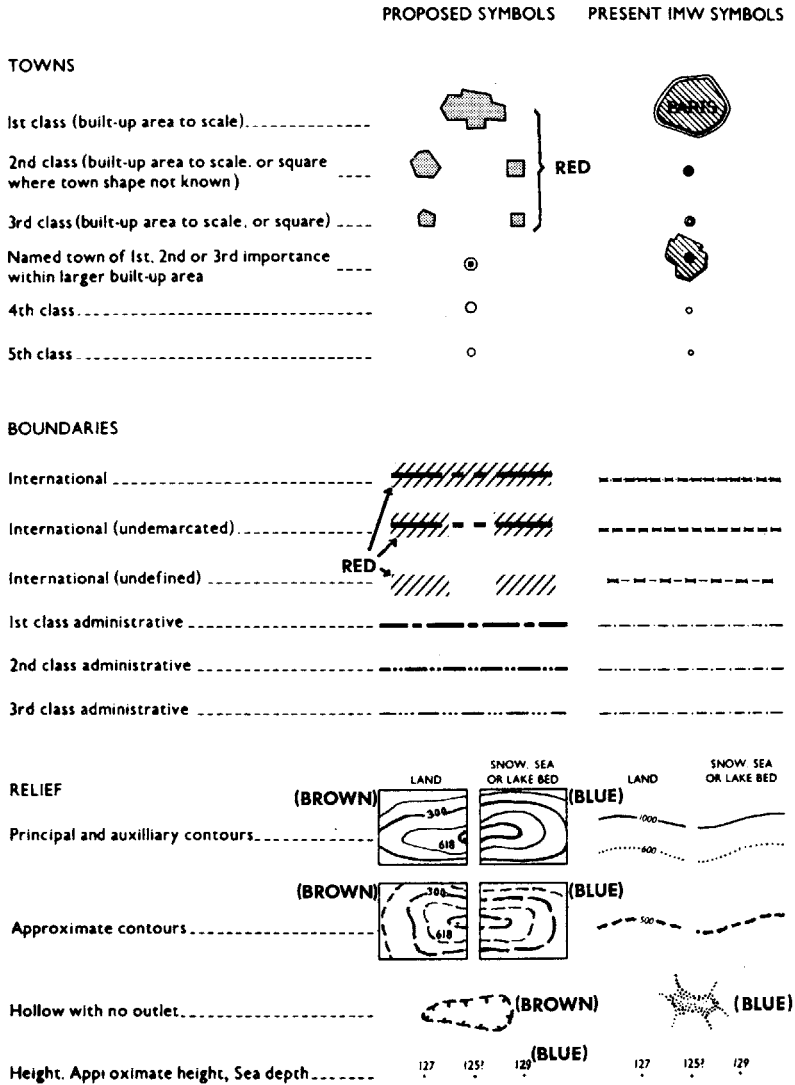 PROPOSED SYMBOLS PRESENT IMW SYMBOLS
TOWNS
1st class (built-up area to scale)
PARIS
2nd class (built-up area to scale. or square
where town shape not known)
RED
3rd class (built-up area to scale, or square)
Named town of 1st. 2nd or 3rd importance
within larger built-up area
4th class
5th class
BOUNDARIES
International
International (undemarcated)
RED
International (undefined)
1st class administrative
2nd class administrative
3rd class administrative
RELIEF
LAND SNOW. SEA OR LAKE BED LAND SNOW. SEA OR LAKE BED
(BROWN) (BLUE)
Principal and auxilliary contours
300 618 1000 600
(BROWN) (BLUE)
Approximate contours
300 618 500
Hollow with no outlet (BROWN) (BLUE)
(BLUE)
Height. Approximate height, Sea depth 127 125? 129 127 125? 129